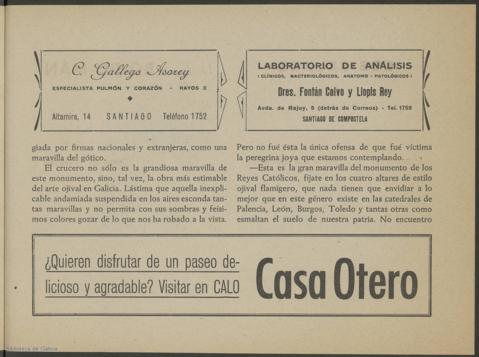 C. Gallego Asorey
ESPECIALISTA PULMÓN Y CORAZÓN - RAYOS X
Altamira, 14 SANTIAGO Teléfono 1752
LABORATORIO DE ANÁLISIS
(CLÍNICOS, BACTERIOLÓGICOS, ANATOMO-PATOLÓGICOS)
Dres. Fontán Calvo y Llopis Rey
Avda. de Rajoy, 5 (detrás de Correos) - Tel. 1759
SANTIAGO DE COMPOSTELA
giada por firmas nacionales y extranjeras, como una
maravilla del gótico.
El crucero no sólo es la grandiosa maravilla de
este monumento, sino, tal vez, la obra más estimable
del arte ojival en Galicia. Lástima que aquella inexpli-
cable andamiada suspendida en los aires esconda tan-
tas maravillas y no permita con sus sombras y feísi-
mos colores gozar de lo que nos ha robado a la vista.
Pero no fué ésta la única ofensa de que fué víctima
la peregrina joya que estamos contemplando.
—Esta es la gran maravilla del monumento de los
Reyes Católicos, fíjate en los cuatro altares de estilo
ojival flamígero, que nada tienen que envidiar a lo
mejor que en este género existe en las catedrales de
Palencia, León, Burgos, Toledo y tantas otras como
esmaltan el suelo de nuestra patria. No encuentro
¿Quieren disfrutar de un paseo de-
licioso y agradable? Visitar en CALO
Casa Otero
Biblioteca de Galicia